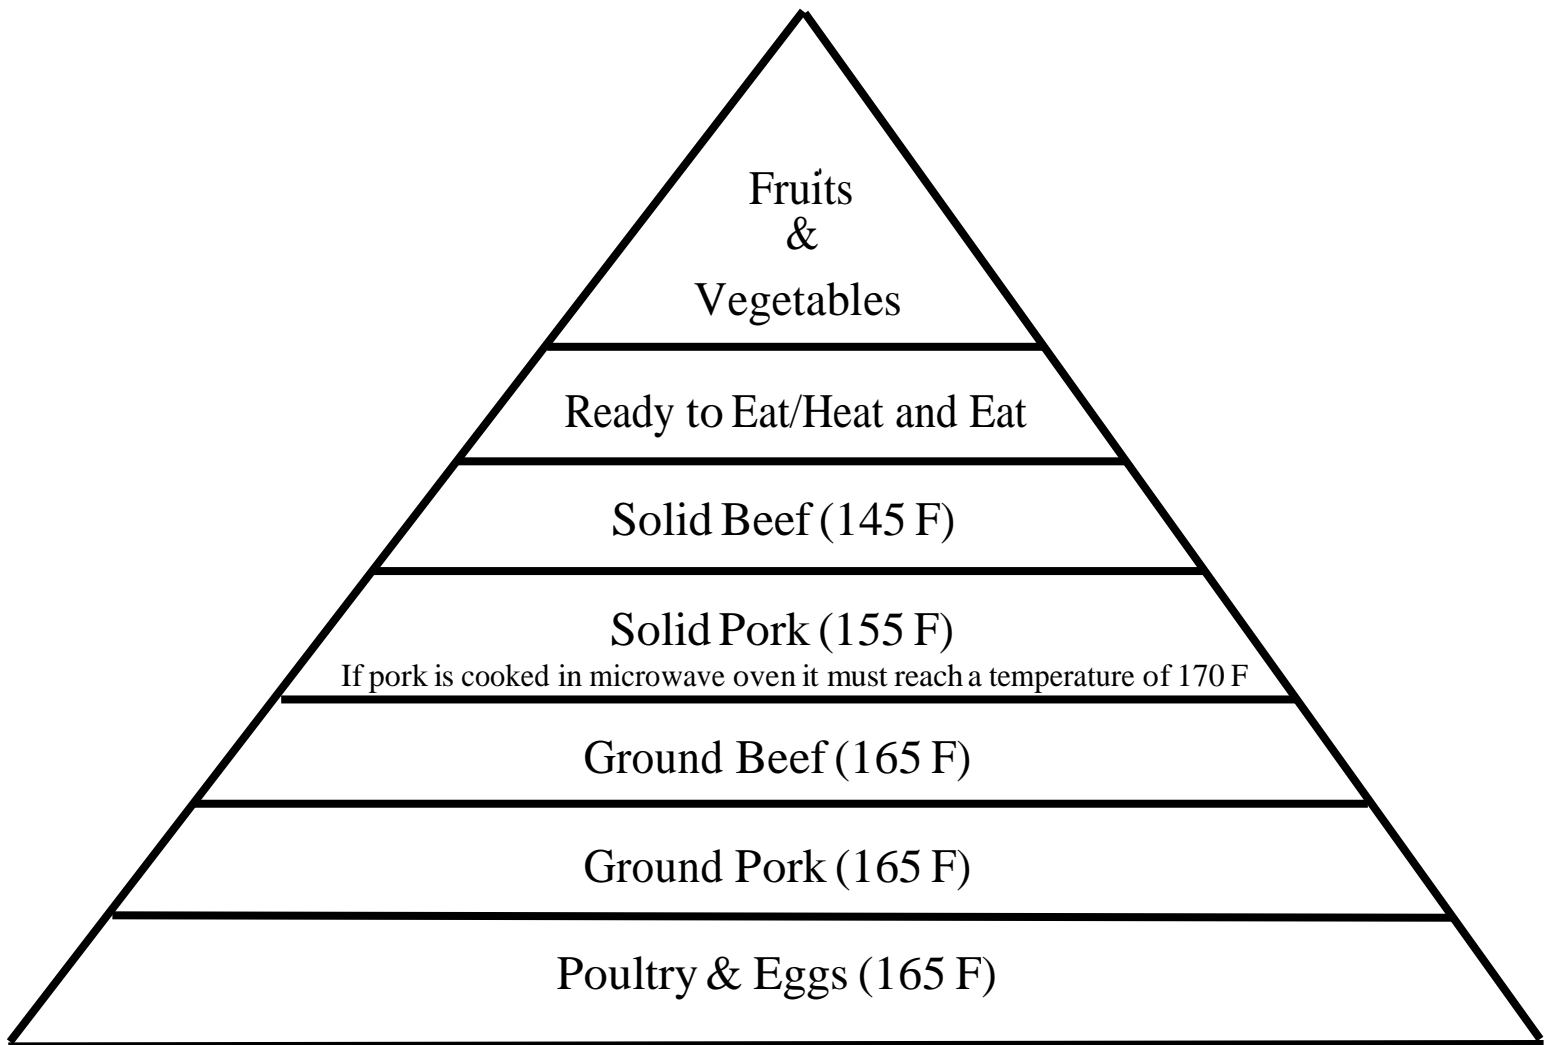 Fruits
&
Vegetables
Ready to Eat/Heat and Eat
Solid Beef (145 F)
Solid Pork (155 F)
If pork is cooked in microwave oven it must reach a temperature of 170 F
Ground Beef (165 F)
Ground Pork (165 F)
Poultry & Eggs (165 F)